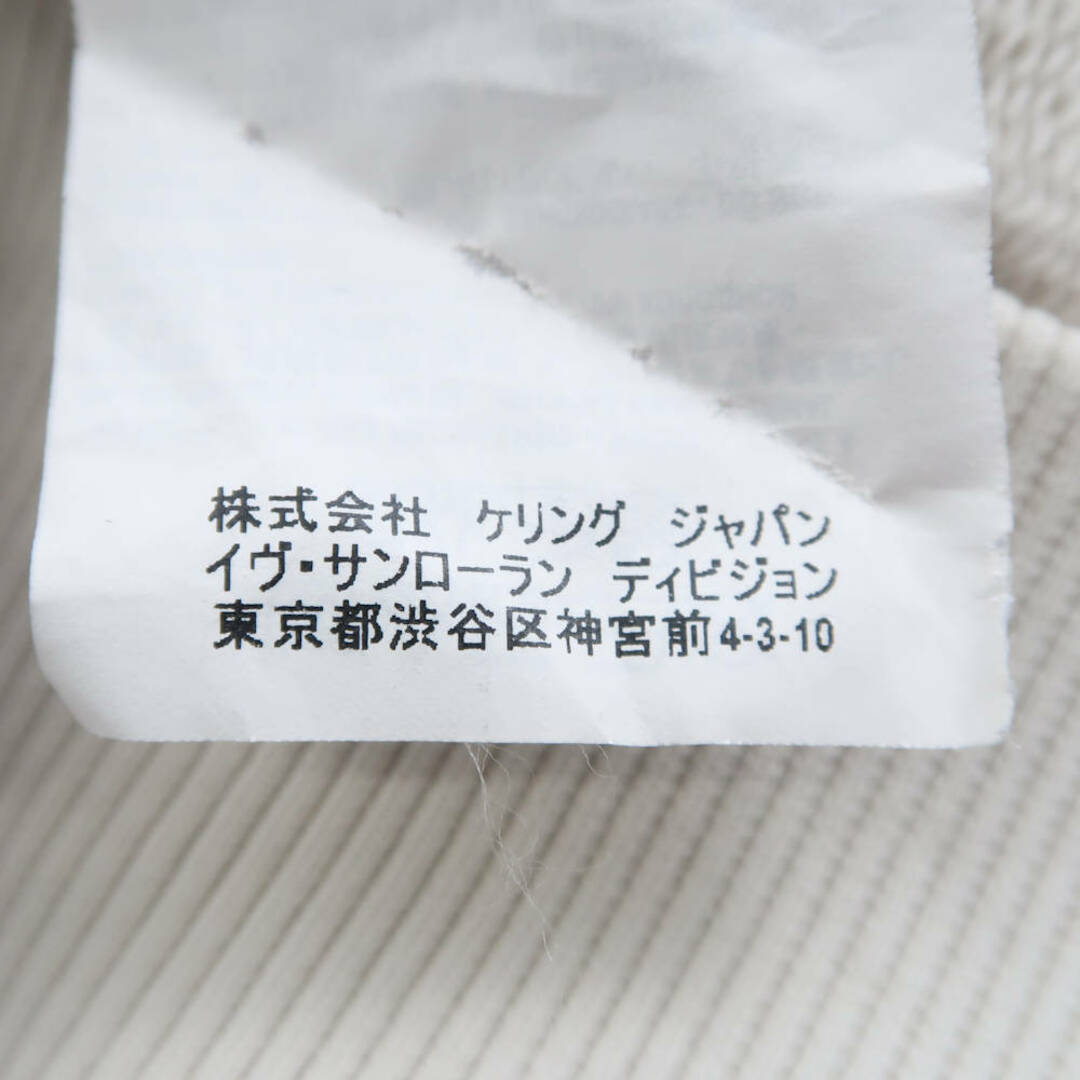 株式会社 ケリング ジャパン
イヴ・サンローラン ディビジョン
東京都渋谷区神宮前4-3-10